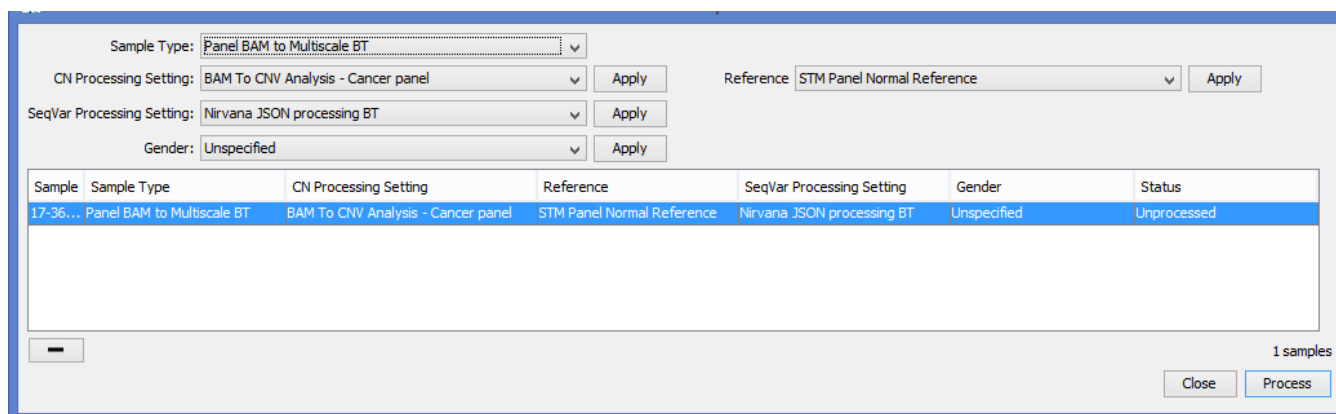 Sample Type: Panel BAM to Multiscale BT
CN Processing Setting: BAM To CNV Analysis - Cancer panel Apply Reference STM Panel Normal Reference Apply
SeqVar Processing Setting: Nirvana JSON processing BT Apply
Gender: Unspecified Apply
Sample Sample Type CN Processing Setting Reference SeqVar Processing Setting Gender Status
17-36... Panel BAM to Multiscale BT BAM To CNV Analysis - Cancer panel STM Panel Normal Reference Nirvana JSON processing BT Unspecified Unprocessed
1 samples
Close Process